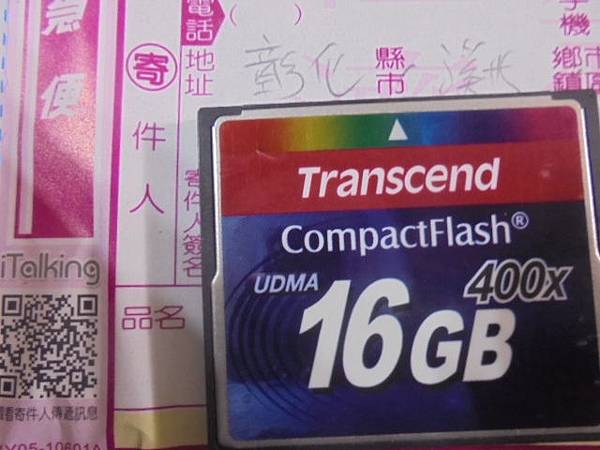 急便
電話
( )
手機
寄件人
地址
彰化
縣市
鄉市鎮區
寄件人簽名
iTalking
品名
Transcend
CompactFlash®
UDMA
400x
16GB